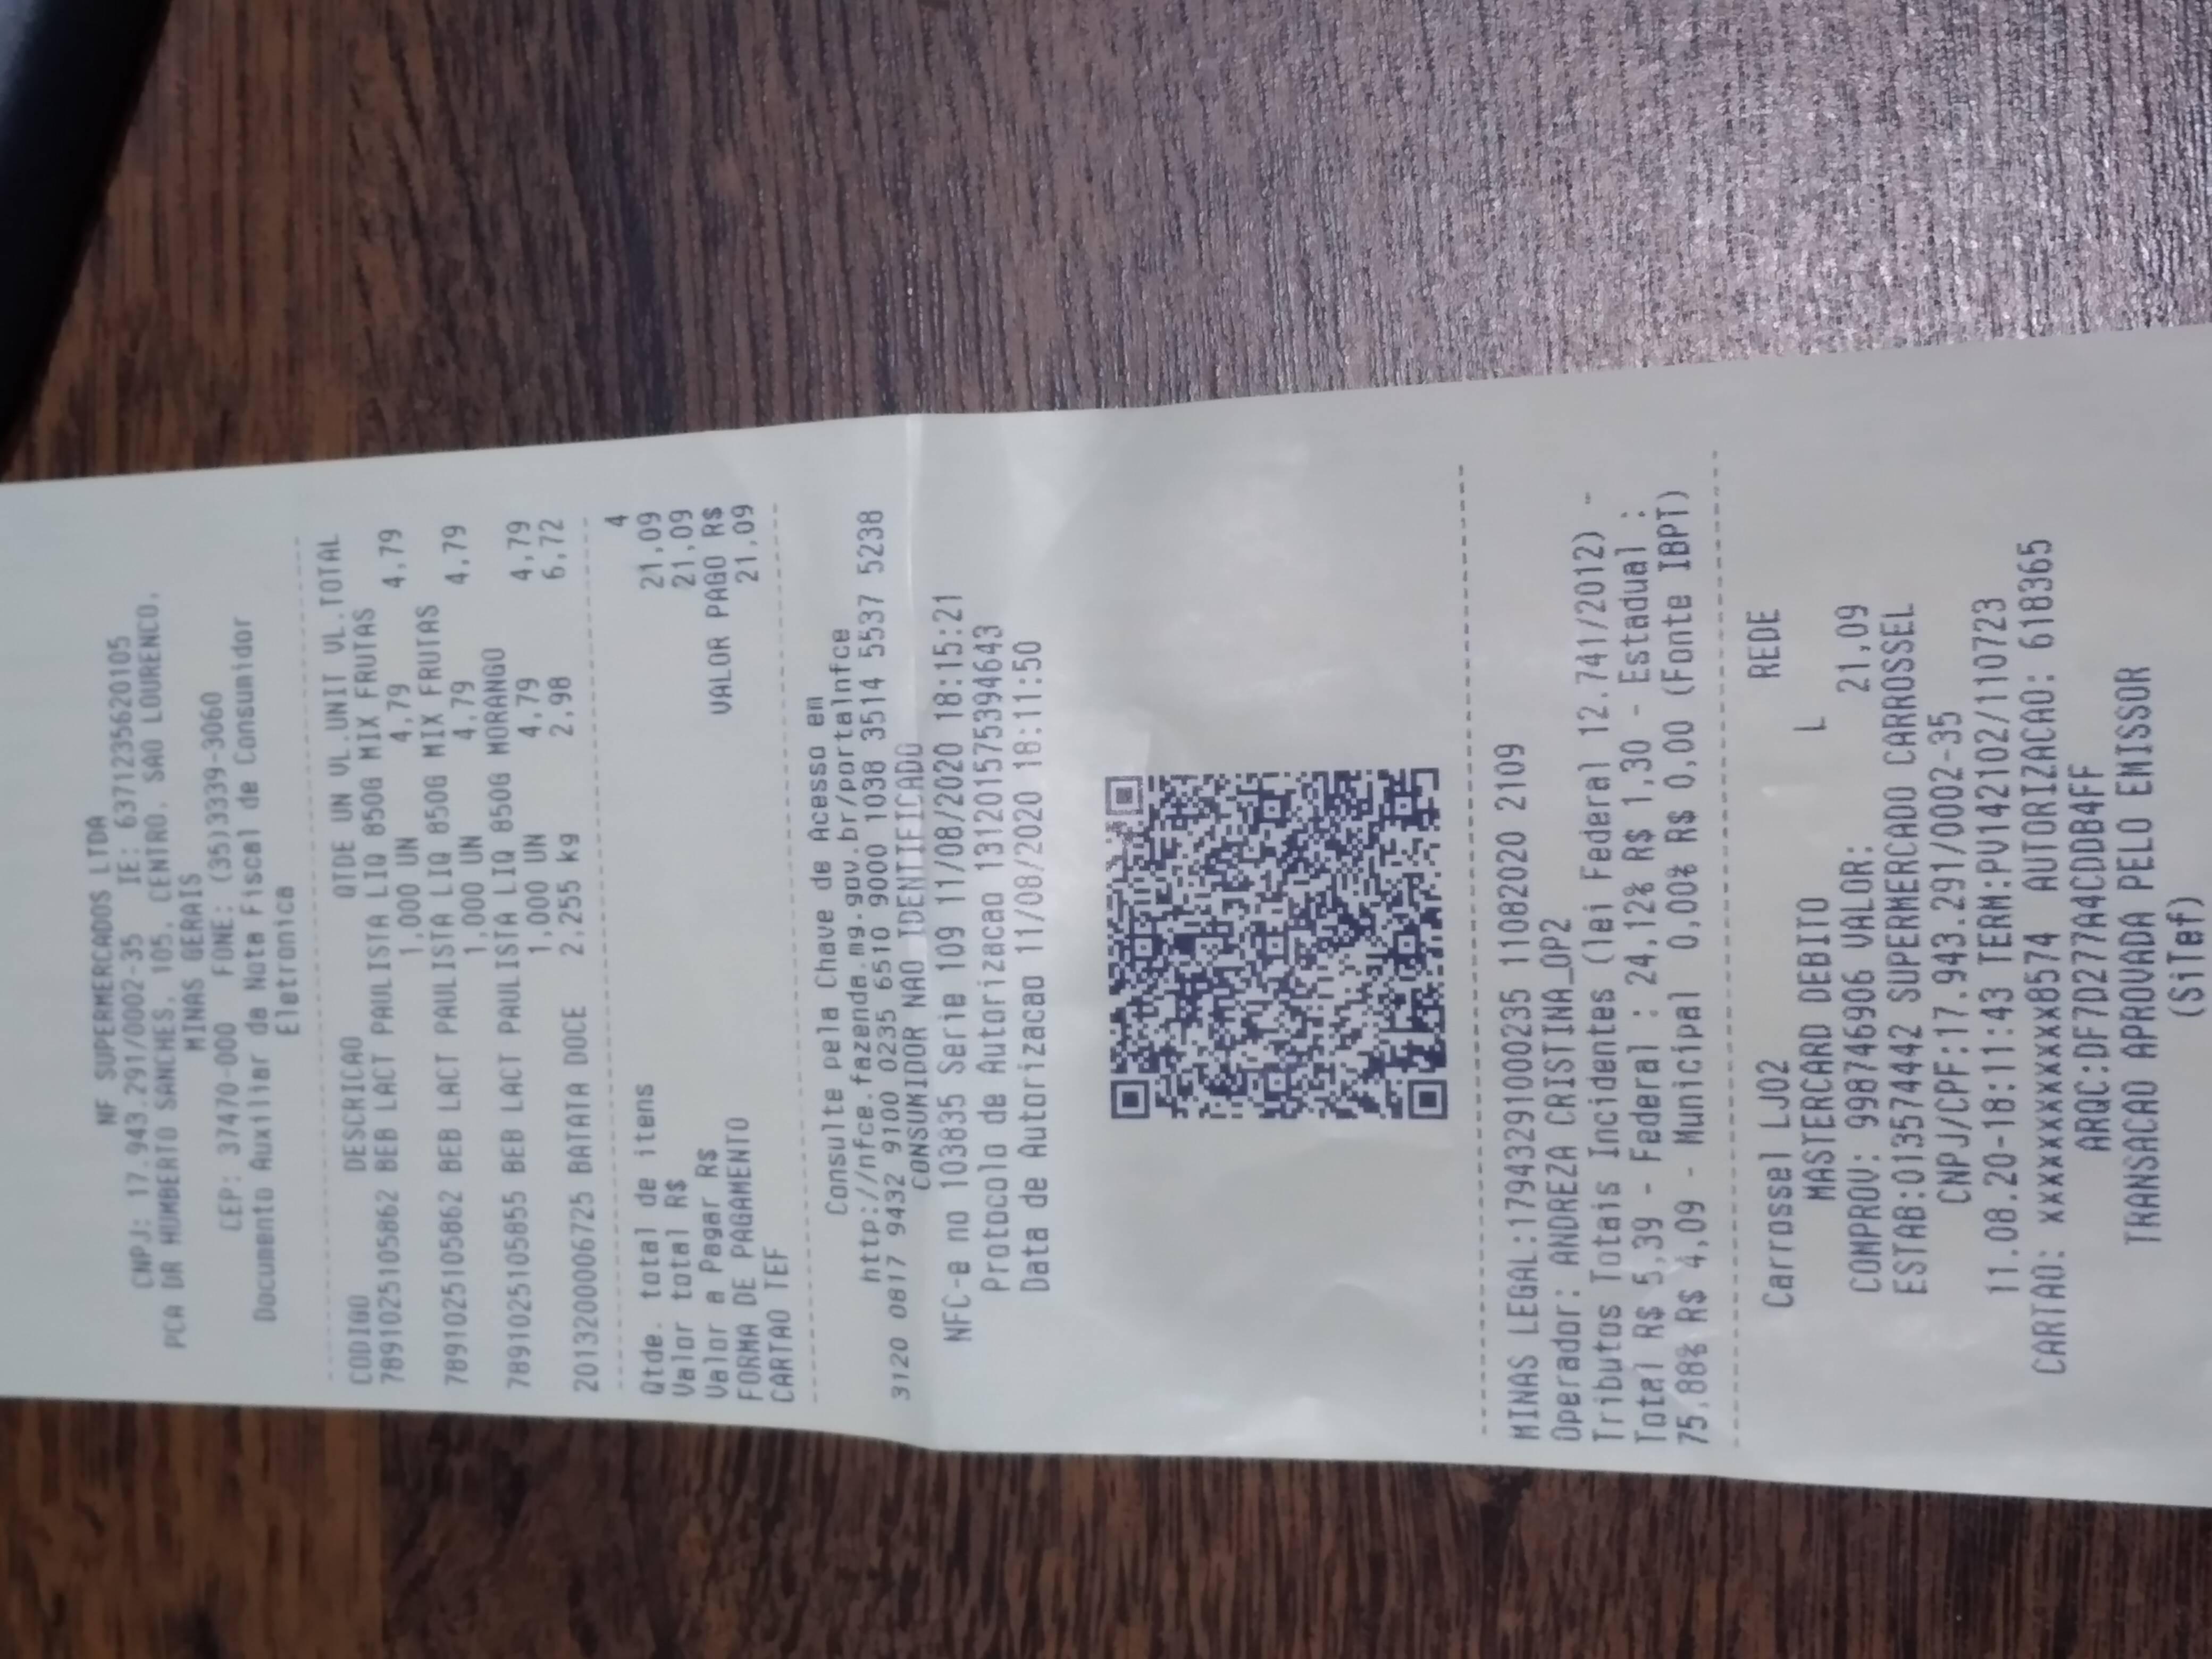 NF SUPERMERCADOS LTDA
CNPJ: 17.943.291/0002-35 IE: 6371235620105
PCA DR HUMBERTO SANCHES, 105, CENTRO, SAO LOURENCO,
MINAS GERAIS
CEP: 37470-000 FONE: (35)3339-3060
Documento Auxiliar da Nota Fiscal de Consumidor
Eletronica
CODIGO DESCRICAO QTDE UN VL.UNIT VL.TOTAL
7891025105862 BEB LACT PAULISTA LIQ 850G MIX FRUTAS
1,000 UN 4,79 4,79
7891025105862 BEB LACT PAULISTA LIQ 850G MIX FRUTAS
1,000 UN 4,79 4,79
7891025105855 BEB LACT PAULISTA LIQ 850G MORANGO
1,000 UN 4,79 4,79
2013200006725 BATATA DOCE 2,255 kg 2,98 6,72
Qtde. total de itens 4
Valor total R$ 21,09
Valor a Pagar R$ 21,09
FORMA DE PAGAMENTO VALOR PAGO R$
CARTAO TEF 21,09
Consulte pela Chave de Acesso em
http://nfce.fazenda.mg.gov.br/portalnfce
3120 0817 9432 9100 0235 6510 9000 1038 3514 5537 5238
CONSUMIDOR NAO IDENTIFICADO
NFC-e no 103835 Serie 109 11/08/2020 18:15:21
Protocolo de Autorizacao 131201575394643
Data de Autorizacao 11/08/2020 18:11:50
MINAS LEGAL:17943291000235 11082020 2109
Operador: ANDREZA CRISTINA_OP2
Tributos Totais Incidentes (lei Federal 12.741/2012) -
Total R$ 5,39 - Federal : 24,12% R$ 1,30 - Estadual :
75,88% R$ 4,09 - Municipal 0,00% R$ 0,00 (Fonte IBPT)
Carrossel LJ02 REDE
MASTERCARD DEBITO L
COMPROV: 998746906 VALOR: 21,09
ESTAB:013574442 SUPERMERCADO CARROSSEL
CNPJ/CPF:17.943.291/0002-35
11.08.20-18:11:43 TERM:PV142102/110723
CARTAO: xxxxxxxxxxxx8574 AUTORIZACAO: 618365
ARQC:DF7D277A4CDDB4FF
TRANSACAO APROVADA PELO EMISSOR
(SiTef)